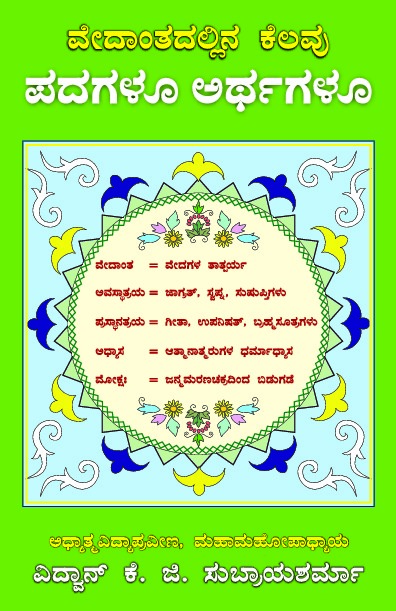 ವೇದಾಂತದಲ್ಲಿನ ಕೆಲವು
ಪದಗಳೂ ಅರ್ಥಗಳೂ
ವೇದಾಂತ = ವೇದಗಳ ತಾತ್ಪರ್ಯ
ಅವಸ್ಥಾತ್ರಯ = ಜಾಗ್ರತ್, ಸ್ವಪ್ನ, ಸುಷುಪ್ತಿಗಳು
ಪ್ರಸ್ಥಾನತ್ರಯ = ಗೀತಾ, ಉಪನಿಷತ್, ಬ್ರಹ್ಮಸೂತ್ರಗಳು
ಅಧ್ಯಾಸ = ಆತ್ಮಾನಾತ್ಮರುಗಳ ಧರ್ಮಾಧ್ಯಾಸ
ಮೋಕ್ಷಃ = ಜನ್ಮಮರಣಚಕ್ರದಿಂದ ಬಿಡುಗಡೆ
ಅಧ್ಯಾತ್ಮವಿದ್ಯಾಪ್ರವೀಣ, ಮಹಾಮಹೋಪಾಧ್ಯಾಯ
ವಿದ್ವಾನ್ ಕೆ. ಜಿ. ಸುಬ್ರಾಯಶರ್ಮಾ